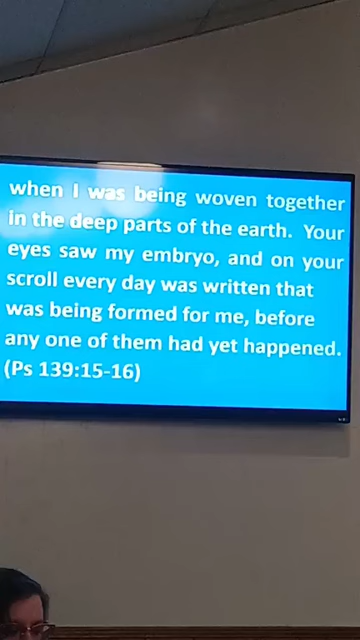 when I was being woven together
in the deep parts of the earth. Your
eyes saw my embryo, and on your
scroll every day was written that
was being formed for me, before
any one of them had yet happened.
(Ps 139:15-16)